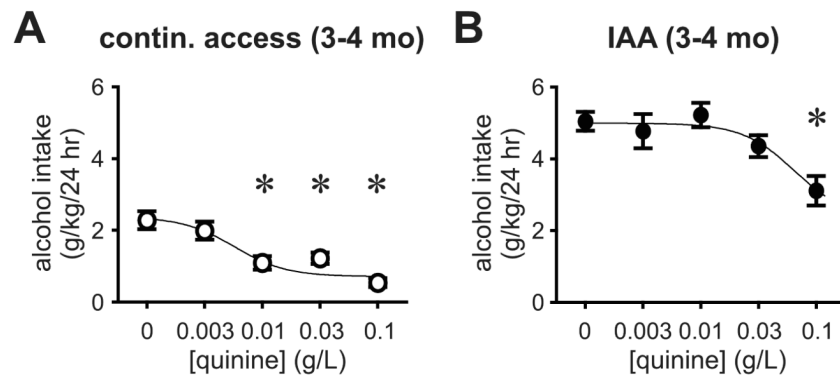 A contin. access (3-4 mo)
alcohol intake
(g/kg/24 hr)
6
4
2
0
* * *
0 0.003 0.01 0.03 0.1
[quinine] (g/L)
B IAA (3-4 mo)
alcohol intake
(g/kg/24 hr)
6
4
2
0
*
0 0.003 0.01 0.03 0.1
[quinine] (g/L)